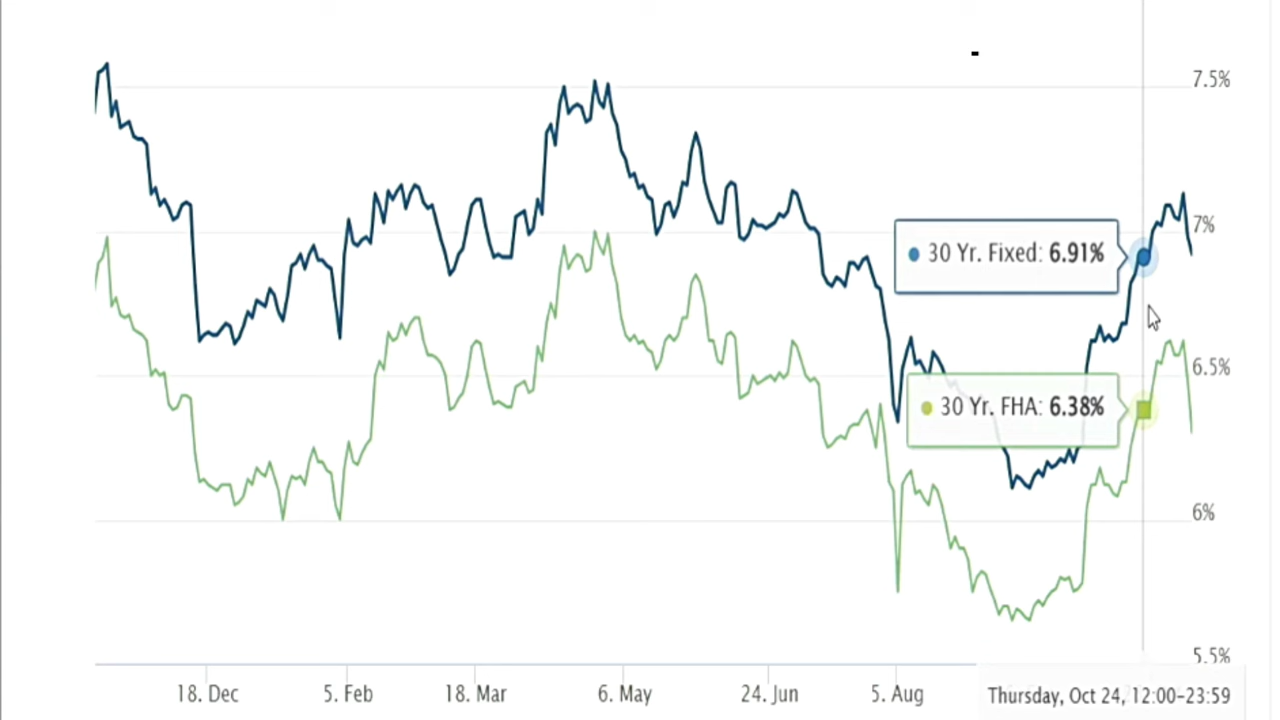 7.5%
7%
30 Yr. Fixed: 6.91%
6.5%
30 Yr. FHA: 6.38%
6%
5.5%
18. Dec 5. Feb 18. Mar 6. May 24. Jun 5. Aug
Thursday, Oct 24, 12:00–23:59